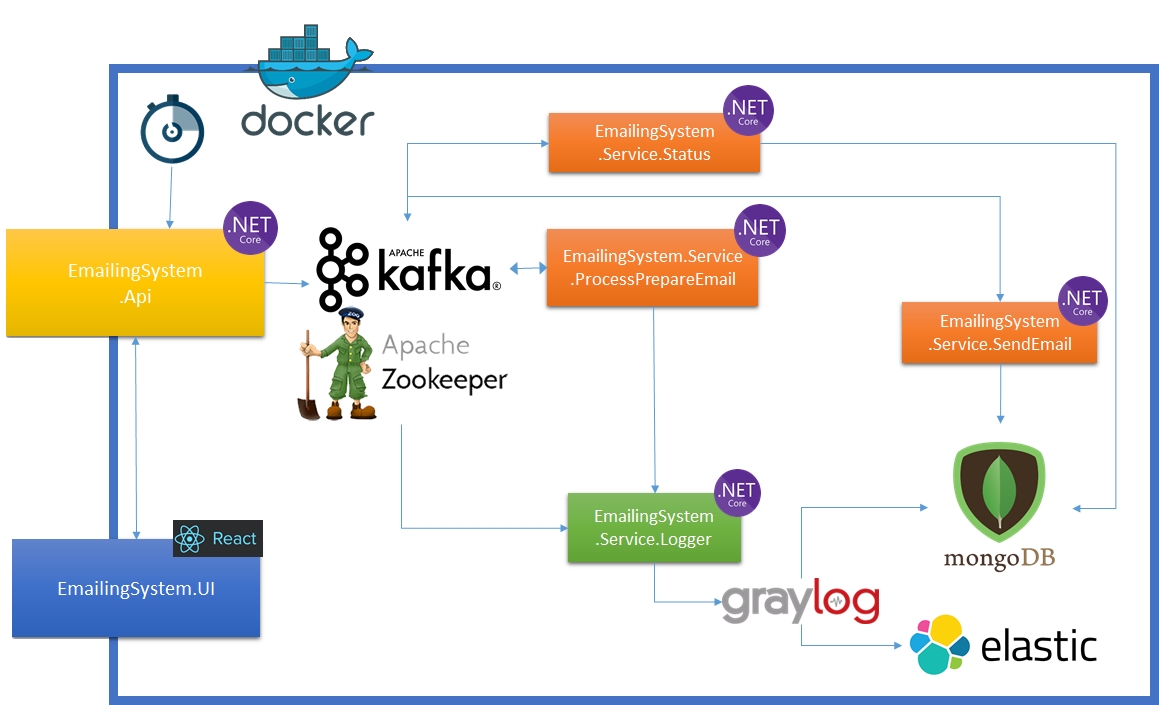 docker
.NET
Core
EmailingSystem
.Service.Status
.NET
Core
EmailingSystem
.Api
APACHE
kafka®
.NET
Core
EmailingSystem.Service
.ProcessPrepareEmail
.NET
Core
EmailingSystem
.Service.SendEmail
ZOO
Apache
Zookeeper
.NET
Core
EmailingSystem
.Service.Logger
React
EmailingSystem.UI
mongoDB
graylog
elastic